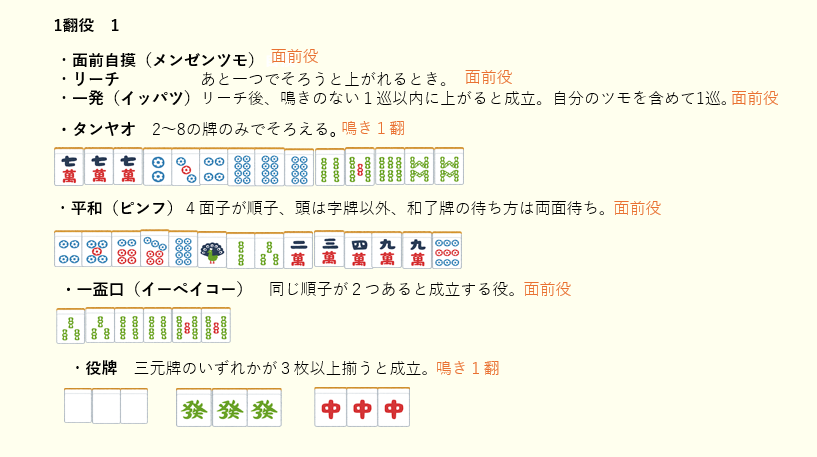 1翻役　1
・面前自摸（メンゼンツモ）　面前役
・リーチ　　　　　あと一つでそろうと上がれるとき。　面前役
・一発（イッパツ）リーチ後、鳴きのない１巡以内に上がると成立。自分のツモを含めて1巡。面前役
・タンヤオ　2～8の牌のみでそろえる。鳴き１翻
七萬 七萬 七萬
・平和（ピンフ）４面子が順子、頭は字牌以外、和了牌の待ち方は両面待ち。面前役
二萬 三萬 四萬 九萬 九萬
・一盃口（イーペイコー）　同じ順子が２つあると成立する役。面前役
・役牌　三元牌のいずれかが３枚以上揃うと成立。鳴き１翻
發 發 發 中 中 中